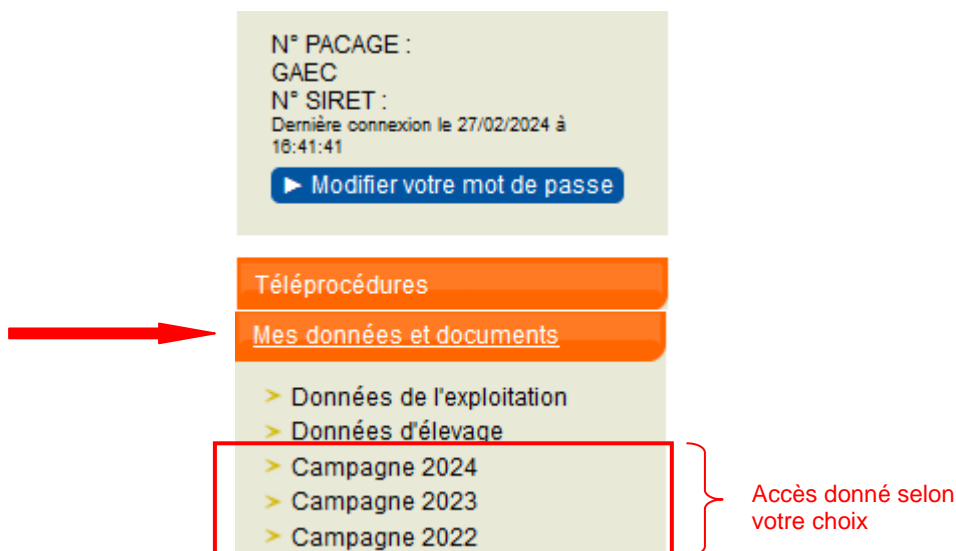 N° PACAGE :
GAEC
N° SIRET :
Dernière connexion le 27/02/2024 à
16:41:41
► Modifier votre mot de passe
Téléprocédures
Mes données et documents
> Données de l'exploitation
> Données d'élevage
> Campagne 2024
> Campagne 2023
> Campagne 2022
Accès donné selon
votre choix